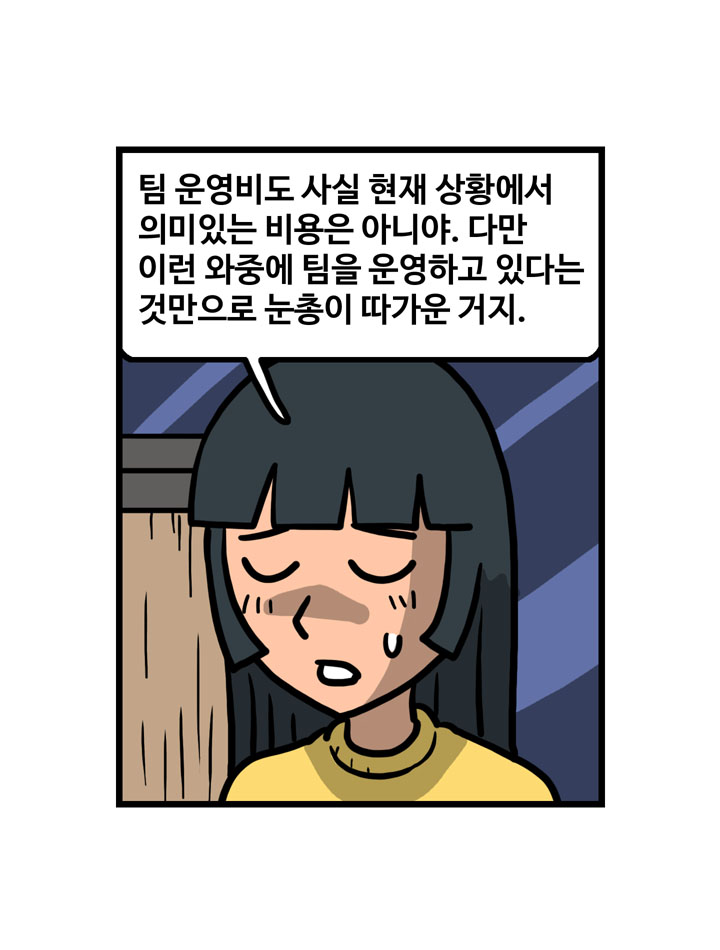 팀 운영비도 사실 현재 상황에서
의미있는 비용은 아니야. 다만
이런 와중에 팀을 운영하고 있다는
것만으로 눈총이 따가운 거지.